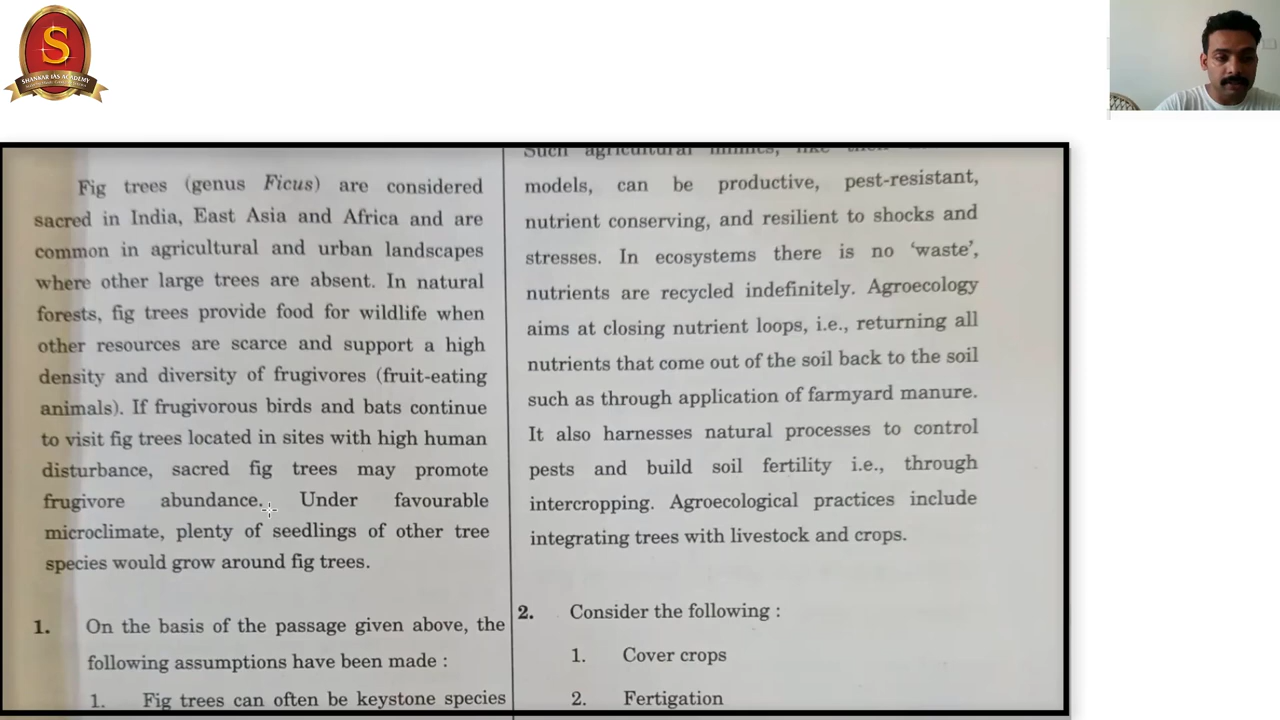 S
SHANKAR IAS ACADEMY
Fig trees (genus Ficus) are considered
sacred in India, East Asia and Africa and are
common in agricultural and urban landscapes
where other large trees are absent. In natural
forests, fig trees provide food for wildlife when
other resources are scarce and support a high
density and diversity of frugivores (fruit-eating
animals). If frugivorous birds and bats continue
to visit fig trees located in sites with high human
disturbance, sacred fig trees may promote
frugivore abundance. Under favourable
microclimate, plenty of seedlings of other tree
species would grow around fig trees.
1. On the basis of the passage given above, the
following assumptions have been made :
1. Fig trees can often be keystone species
Such agricultural mimics, like their
models, can be productive, pest-resistant,
nutrient conserving, and resilient to shocks and
stresses. In ecosystems there is no ‘waste’,
nutrients are recycled indefinitely. Agroecology
aims at closing nutrient loops, i.e., returning all
nutrients that come out of the soil back to the soil
such as through application of farmyard manure.
It also harnesses natural processes to control
pests and build soil fertility i.e., through
intercropping. Agroecological practices include
integrating trees with livestock and crops.
2. Consider the following :
1. Cover crops
2. Fertigation